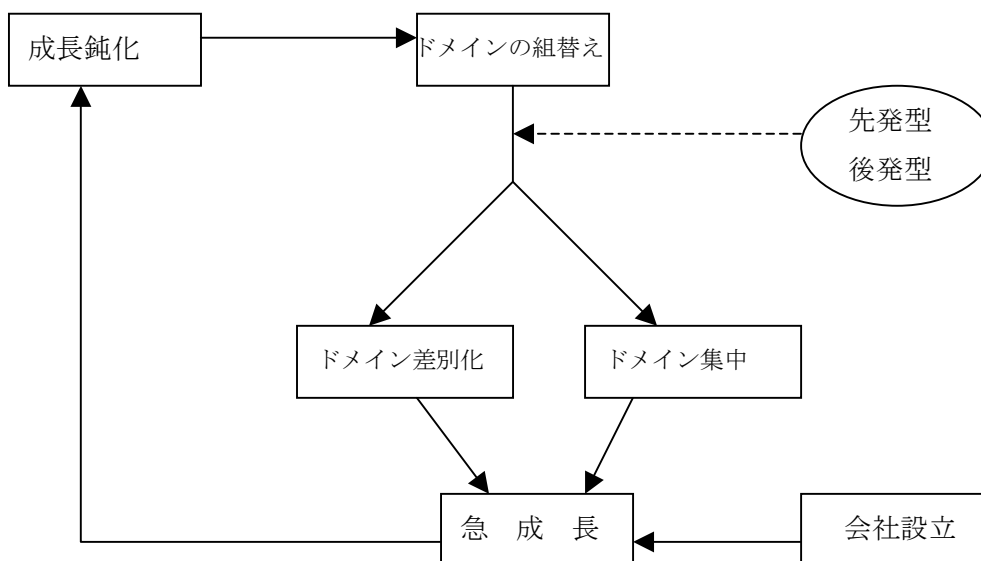 成長鈍化
ドメインの組替え
先発型
後発型
ドメイン差別化
ドメイン集中
急 成 長
会社設立